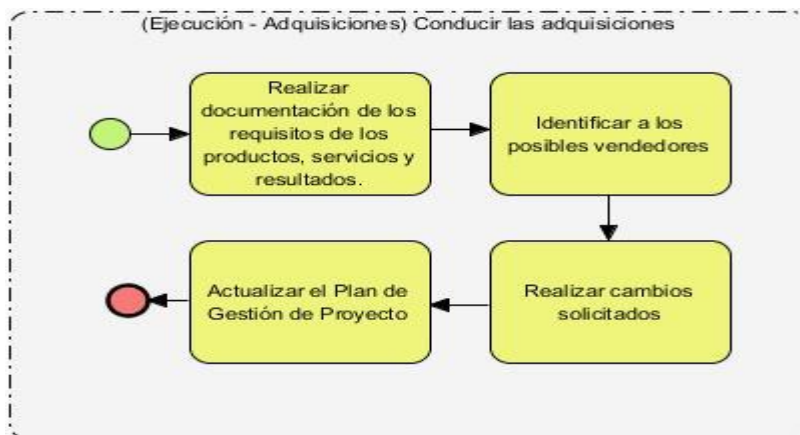 (Ejecución - Adquisiciones) Conducir las adquisiciones
Realizar
documentación de los
requisitos de los
productos, servicios y
resultados.
Identificar a los
posibles vendedores
Realizar cambios
solicitados
Actualizar el Plan de
Gestión de Proyecto